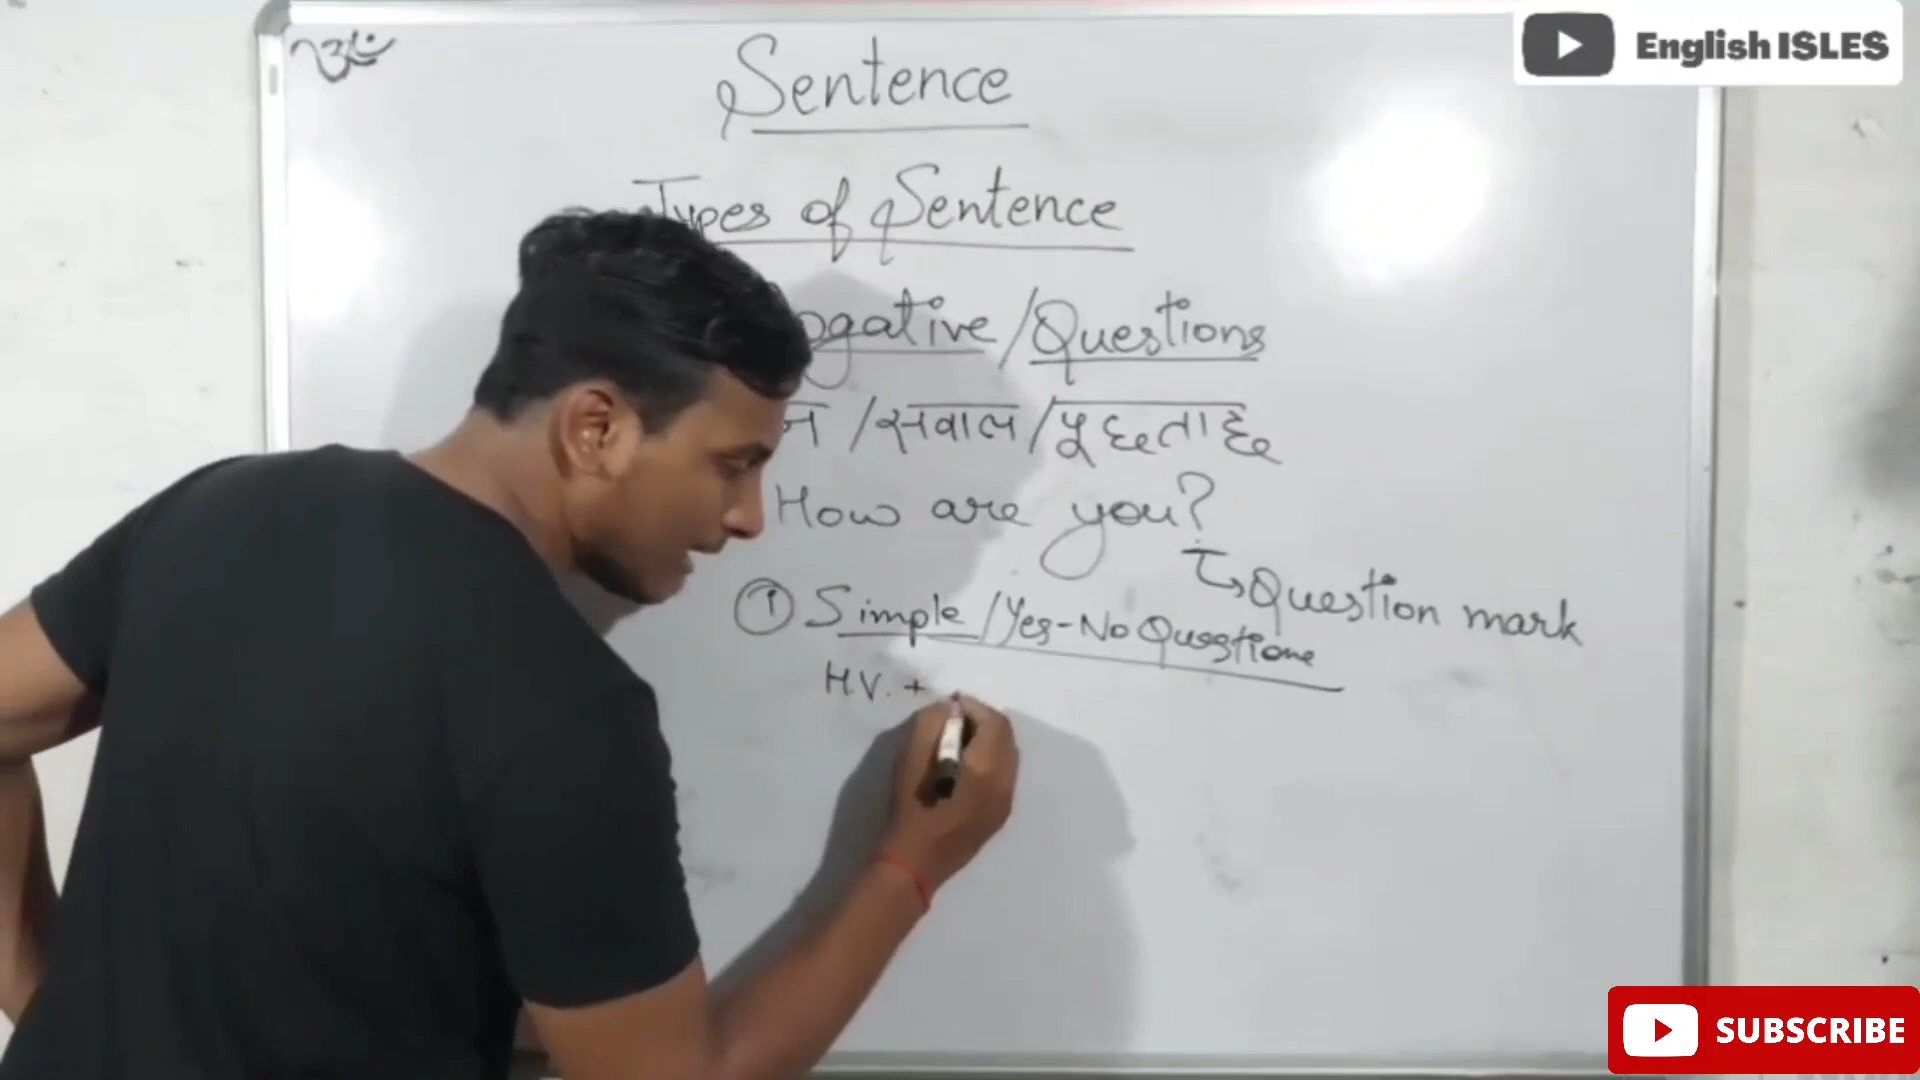 ॐ
English ISLES
Sentence
Types of Sentence
ogative / Questions
न / सवाल / पूछता है
How are you?
Question mark
① Simple / Yes-No Questions
H.V. +
SUBSCRIBE